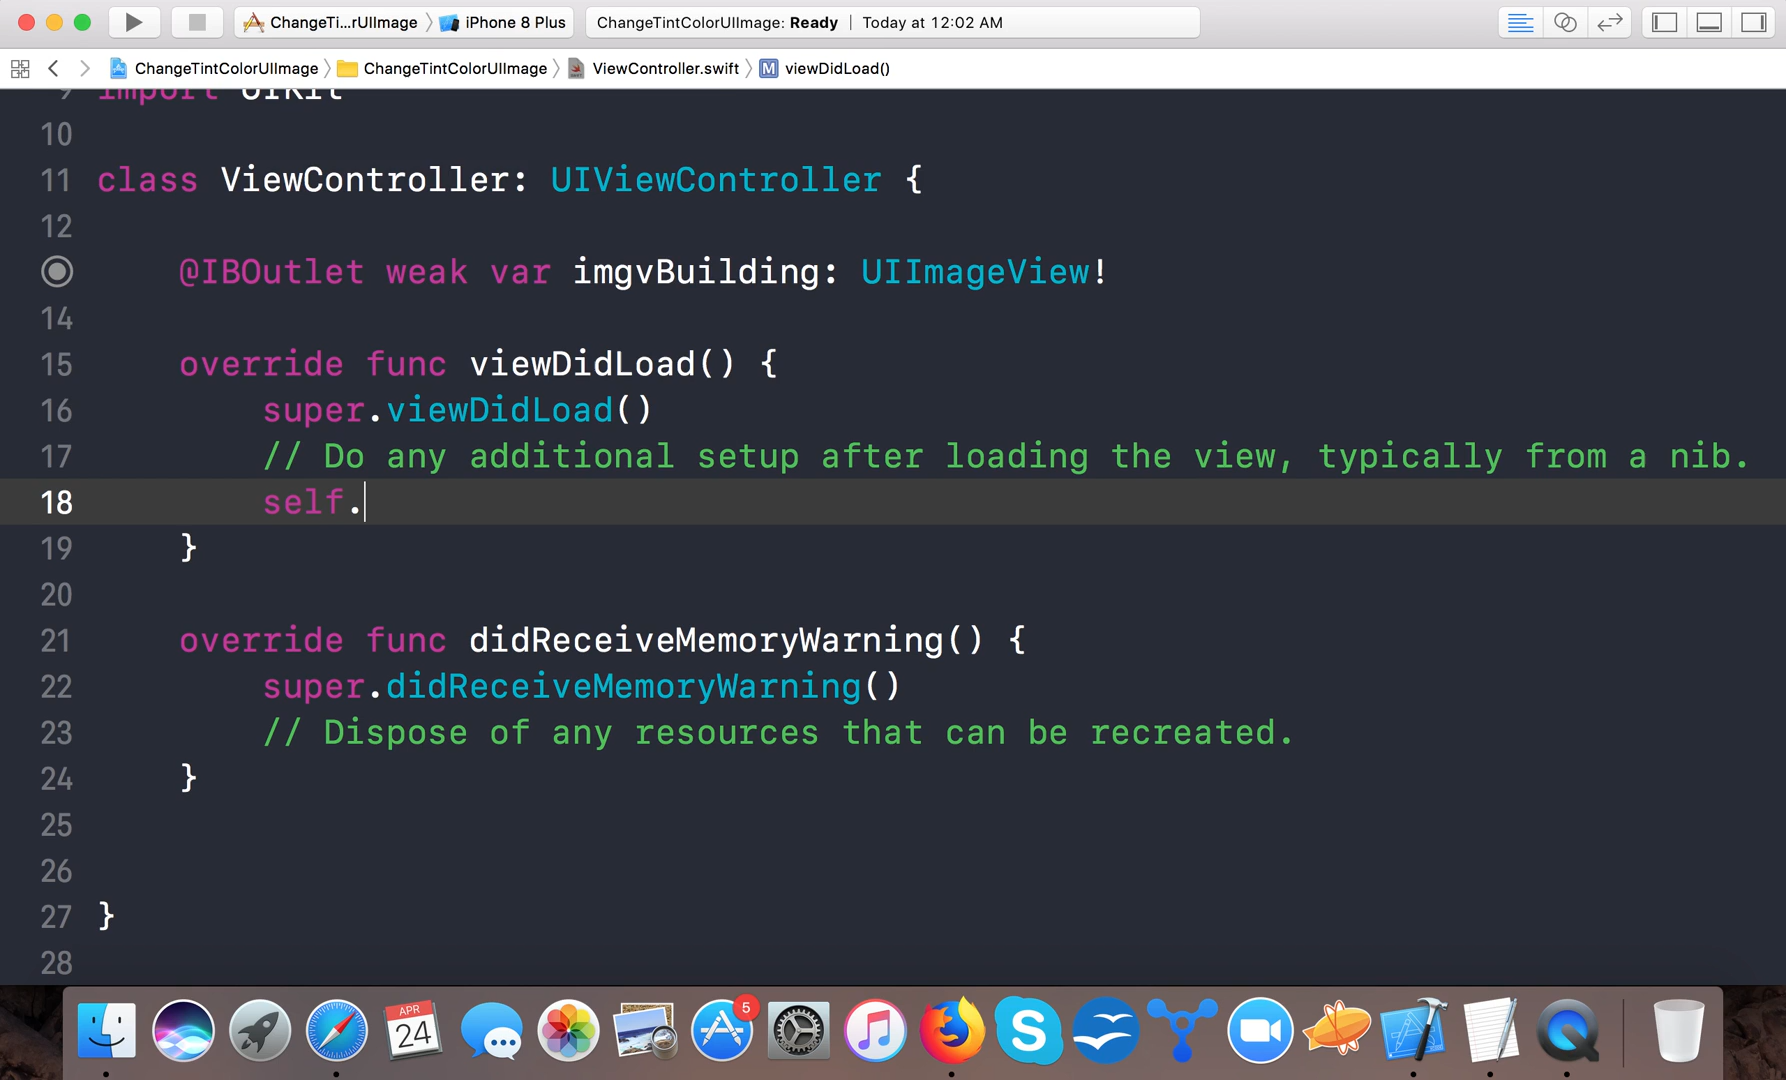 ChangeTi...rUIImage 〉 iPhone 8 Plus ChangeTintColorUIImage: Ready | Today at 12:02 AM
ChangeTintColorUIImage 〉 ChangeTintColorUIImage 〉 ViewController.swift 〉 M viewDidLoad()
9 import UIKit
10
11 class ViewController: UIViewController {
12
@IBOutlet weak var imgvBuilding: UIImageView!
14
15 override func viewDidLoad() {
16 super.viewDidLoad()
17 // Do any additional setup after loading the view, typically from a nib.
18 self.
19 }
20
21 override func didReceiveMemoryWarning() {
22 super.didReceiveMemoryWarning()
23 // Dispose of any resources that can be recreated.
24 }
25
26
27 }
28
APR
24
5
S